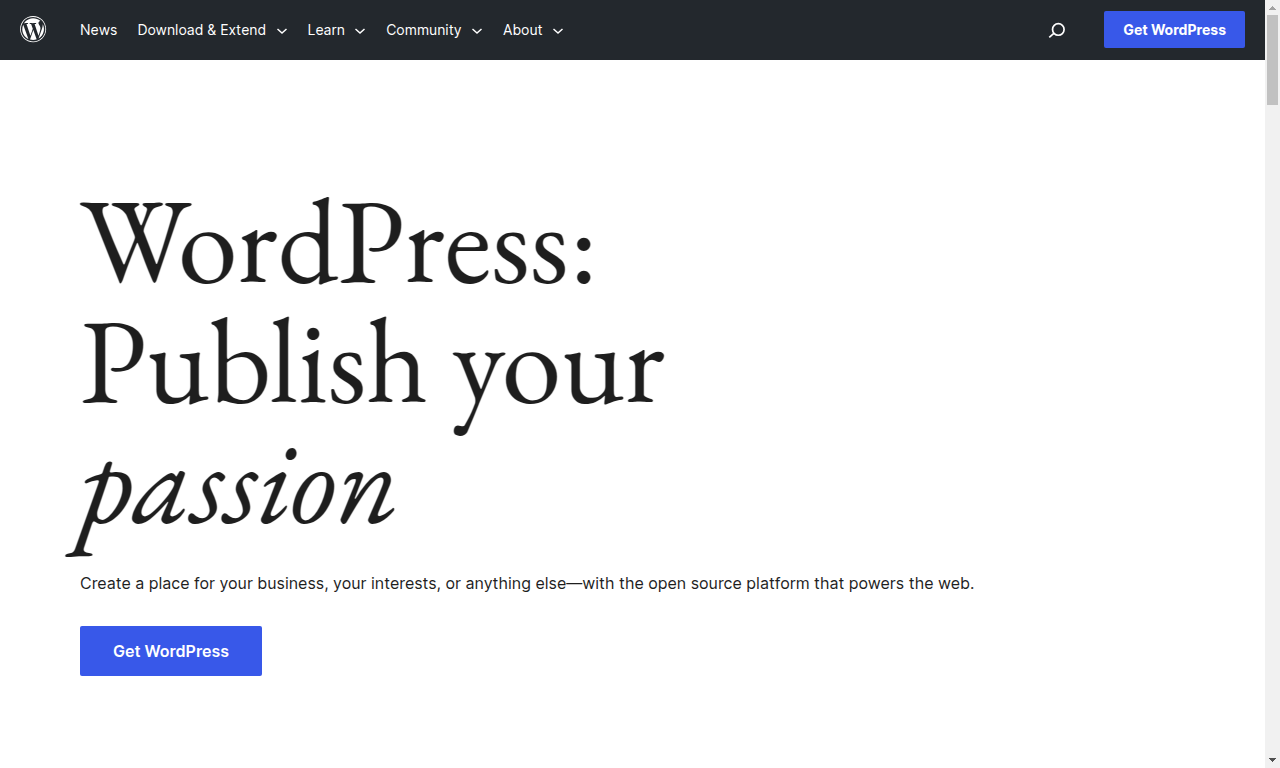 News Download & Extend Learn Community About Get WordPress
WordPress:
Publish your
passion
Create a place for your business, your interests, or anything else—with the open source platform that powers the web.
Get WordPress